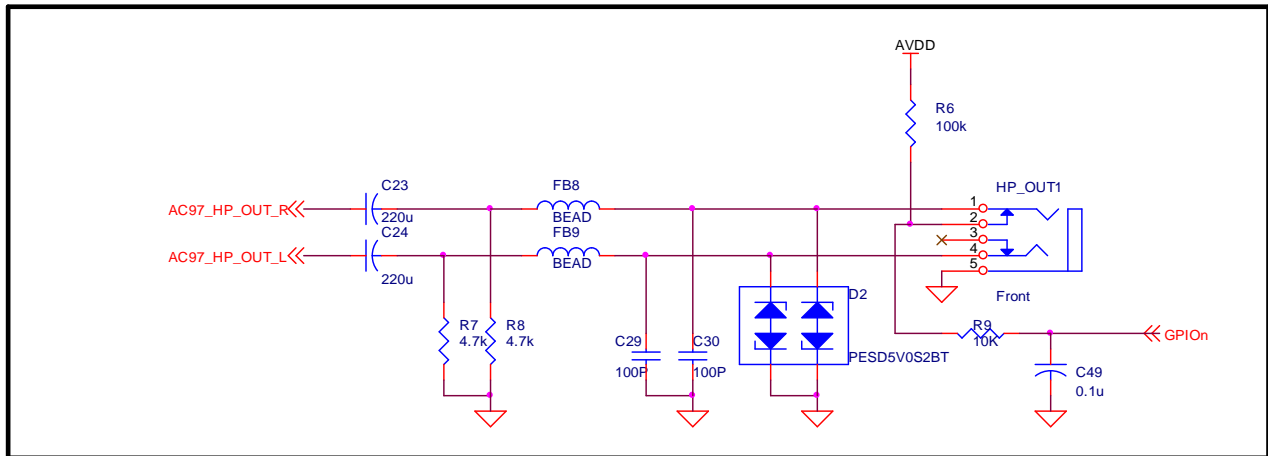 AVDD
R6
100k
C23
FB8
HP_OUT1
AC97_HP_OUT_R
220u
BEAD
1
2
C24
FB9
3
AC97_HP_OUT_L
BEAD
4
220u
5
D2
Front
R7
R8
4.7k
4.7k
C29
C30
R9
10K
GPIOn
100P
100P
PESD5V0S2BT
C49
0.1u